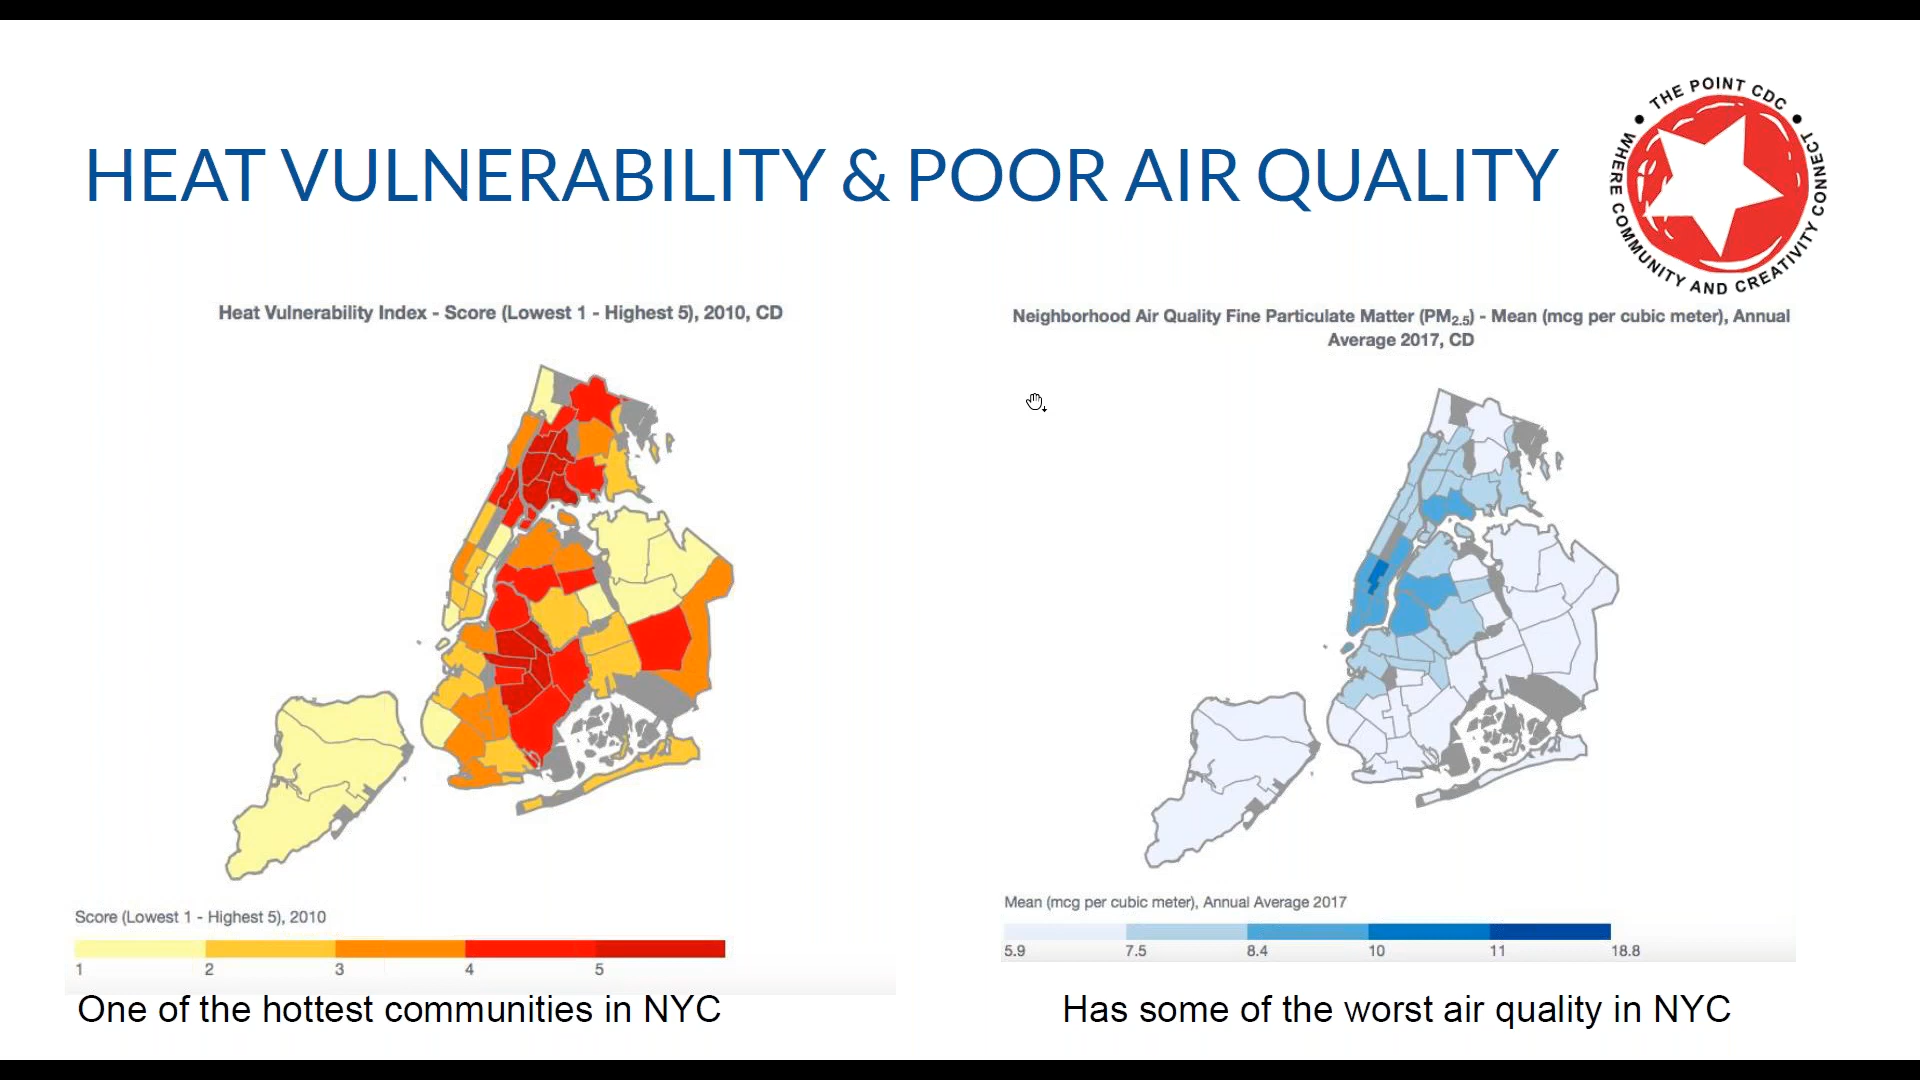 THE POINT CDC
WHERE COMMUNITY AND CREATIVITY CONNECT
HEAT VULNERABILITY & POOR AIR QUALITY
Heat Vulnerability Index - Score (Lowest 1 - Highest 5), 2010, CD
Neighborhood Air Quality Fine Particulate Matter (PM2.5) - Mean (mcg per cubic meter), Annual
Average 2017, CD
Score (Lowest 1 - Highest 5), 2010
1 2 3 4 5
Mean (mcg per cubic meter), Annual Average 2017
5.9 7.5 8.4 10 11 18.8
One of the hottest communities in NYC
Has some of the worst air quality in NYC